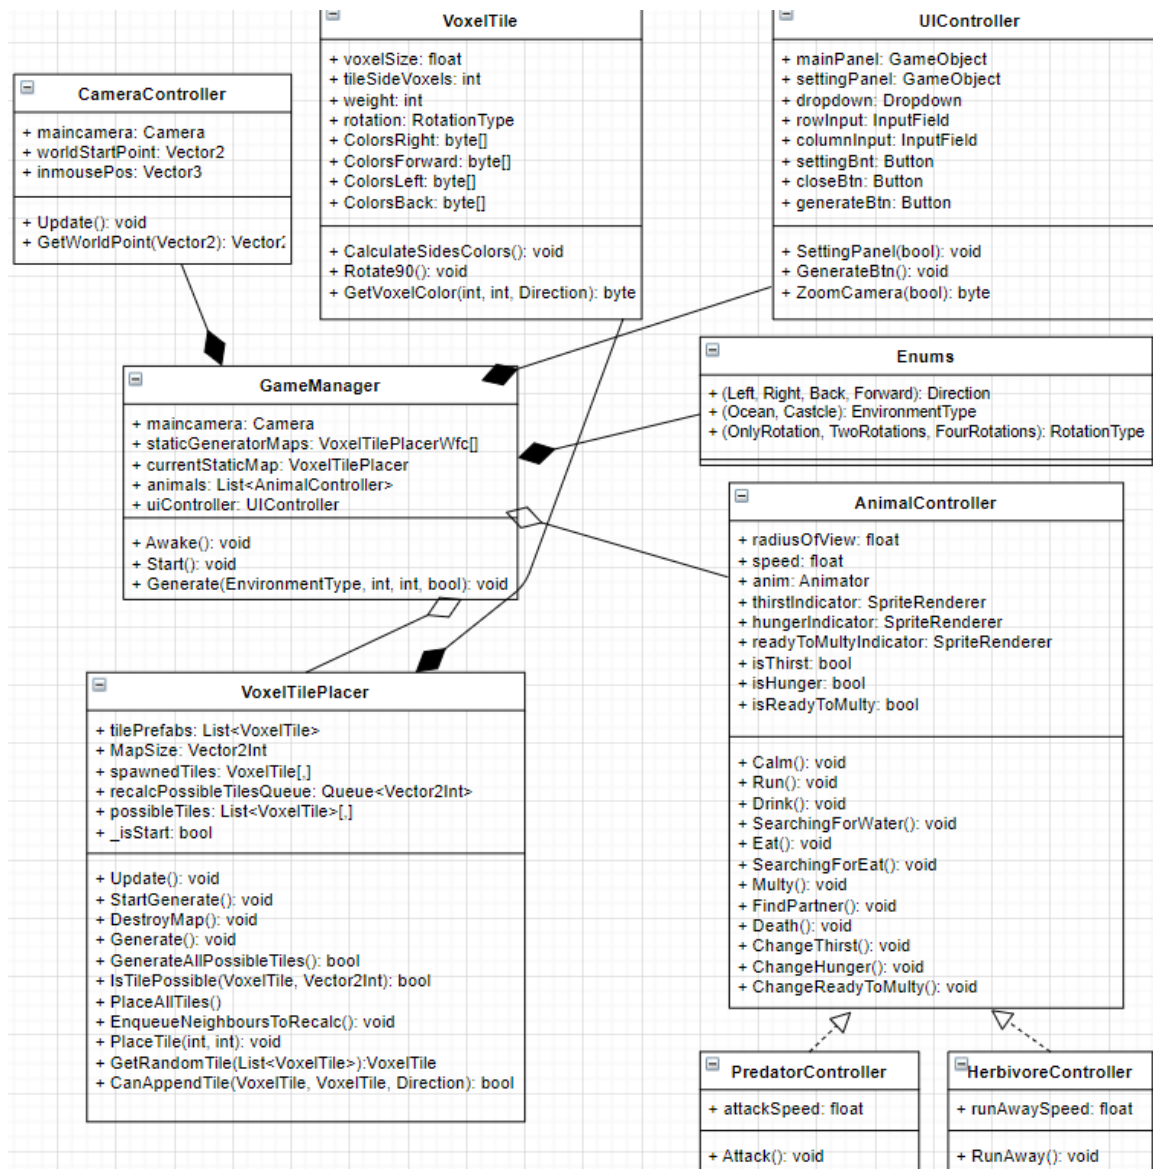 VoxelTile
+ voxelSize: float
+ tileSideVoxels: int
+ weight: int
+ rotation: RotationType
+ ColorsRight: byte[]
+ ColorsForward: byte[]
+ ColorsLeft: byte[]
+ ColorsBack: byte[]
+ CalculateSidesColors(): void
+ Rotate90(): void
+ GetVoxelColor(int, int, Direction): byte
UIController
+ mainPanel: GameObject
+ settingPanel: GameObject
+ dropdown: Dropdown
+ rowInput: InputField
+ columnInput: InputField
+ settingBnt: Button
+ closeBtn: Button
+ generateBtn: Button
+ SettingPanel(bool): void
+ GenerateBtn(): void
+ ZoomCamera(bool): byte
CameraController
+ maincamera: Camera
+ worldStartPoint: Vector2
+ inmousePos: Vector3
+ Update(): void
+ GetWorldPoint(Vector2): Vector2
GameManager
+ maincamera: Camera
+ staticGeneratorMaps: VoxelTilePlacerWfc[]
+ currentStaticMap: VoxelTilePlacer
+ animals: List<AnimalController>
+ uiController: UIController
+ Awake(): void
+ Start(): void
+ Generate(EnvironmentType, int, int, bool): void
Enums
+ (Left, Right, Back, Forward): Direction
+ (Ocean, Castcle): EnvironmentType
+ (OnlyRotation, TwoRotations, FourRotations): RotationType
AnimalController
+ radiusOfView: float
+ speed: float
+ anim: Animator
+ thirstIndicator: SpriteRenderer
+ hungerIndicator: SpriteRenderer
+ readyToMultyIndicator: SpriteRenderer
+ isThirst: bool
+ isHunger: bool
+ isReadyToMulty: bool
+ Calm(): void
+ Run(): void
+ Drink(): void
+ SearchingForWater(): void
+ Eat(): void
+ SearchingForEat(): void
+ Multy(): void
+ FindPartner(): void
+ Death(): void
+ ChangeThirst(): void
+ ChangeHunger(): void
+ ChangeReadyToMulty(): void
VoxelTilePlacer
+ tilePrefabs: List<VoxelTile>
+ MapSize: Vector2Int
+ spawnedTiles: VoxelTile[,]
+ recalcPossibleTilesQueue: Queue<Vector2Int>
+ possibleTiles: List<VoxelTile>[,]
+ _isStart: bool
+ Update(): void
+ StartGenerate(): void
+ DestroyMap(): void
+ Generate(): void
+ GenerateAllPossibleTiles(): bool
+ IsTilePossible(VoxelTile, Vector2Int): bool
+ PlaceAllTiles()
+ EnqueueNeighboursToRecalc(): void
+ PlaceTile(int, int): void
+ GetRandomTile(List<VoxelTile>):VoxelTile
+ CanAppendTile(VoxelTile, VoxelTile, Direction): bool
PredatorController
+ attackSpeed: float
+ Attack(): void
HerbivoreController
+ runAwaySpeed: float
+ RunAway(): void